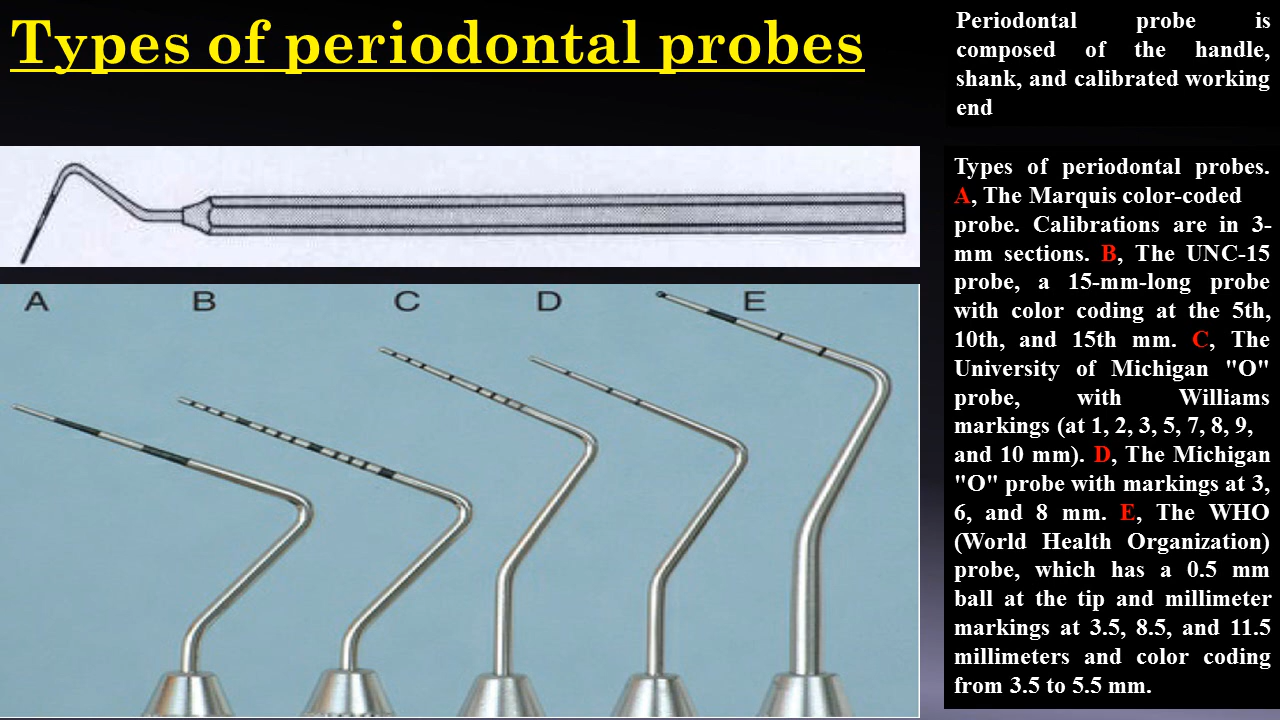 Types of periodontal probes
Periodontal probe is
composed of the handle,
shank, and calibrated working
end
A B C D E
Types of periodontal probes.
A, The Marquis color-coded
probe. Calibrations are in 3-
mm sections. B, The UNC-15
probe, a 15-mm-long probe
with color coding at the 5th,
10th, and 15th mm. C, The
University of Michigan "O"
probe, with Williams
markings (at 1, 2, 3, 5, 7, 8, 9,
and 10 mm). D, The Michigan
"O" probe with markings at 3,
6, and 8 mm. E, The WHO
(World Health Organization)
probe, which has a 0.5 mm
ball at the tip and millimeter
markings at 3.5, 8.5, and 11.5
millimeters and color coding
from 3.5 to 5.5 mm.